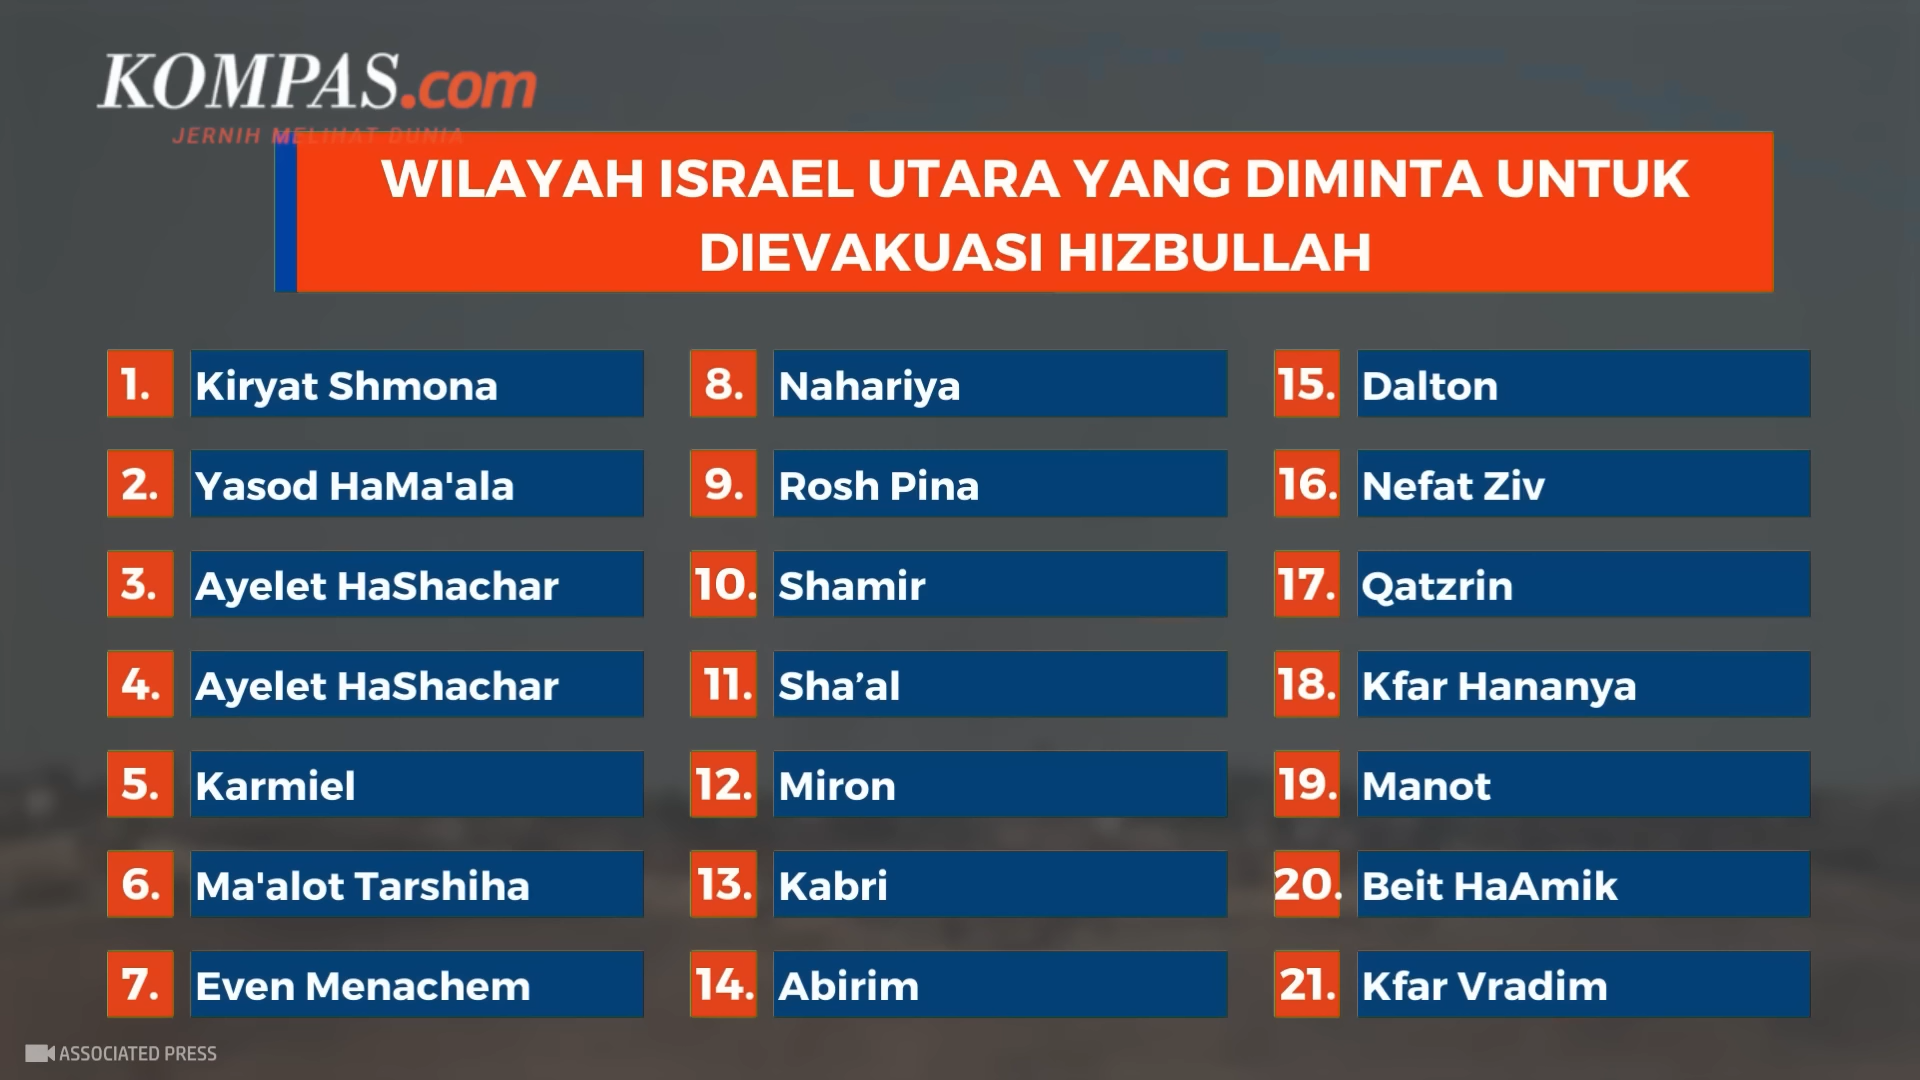 KOMPAS.com
JERNIH MELIHAT DUNIA
WILAYAH ISRAEL UTARA YANG DIMINTA UNTUK
DIEVAKUASI HIZBULLAH
1. Kiryat Shmona
2. Yasod HaMa'ala
3. Ayelet HaShachar
4. Ayelet HaShachar
5. Karmiel
6. Ma'alot Tarshiha
7. Even Menachem
8. Nahariya
9. Rosh Pina
10. Shamir
11. Sha’al
12. Miron
13. Kabri
14. Abirim
15. Dalton
16. Nefat Ziv
17. Qatzrin
18. Kfar Hananya
19. Manot
20. Beit HaAmik
21. Kfar Vradim
ASSOCIATED PRESS